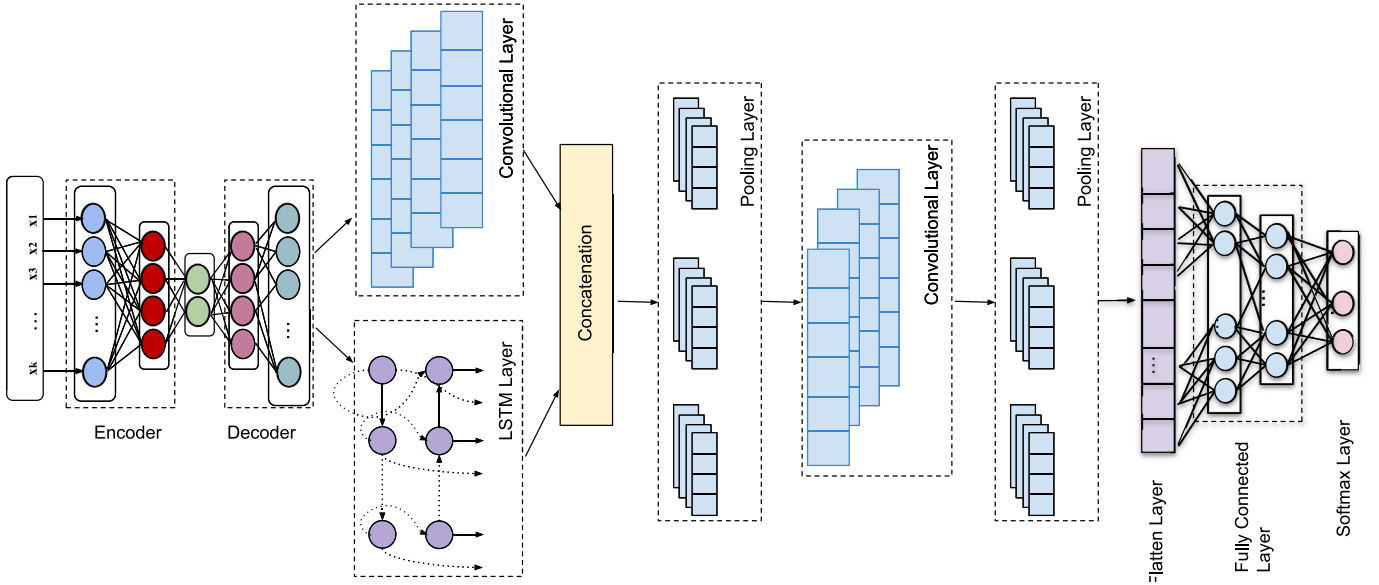 x1
x2
x3
...
xk
...
...
Encoder
Decoder
Convolutional Layer
LSTM Layer
Concatenation
Pooling Layer
Convolutional Layer
Pooling Layer
...
Flatten Layer
...
...
Fully Connected
Layer
Softmax Layer